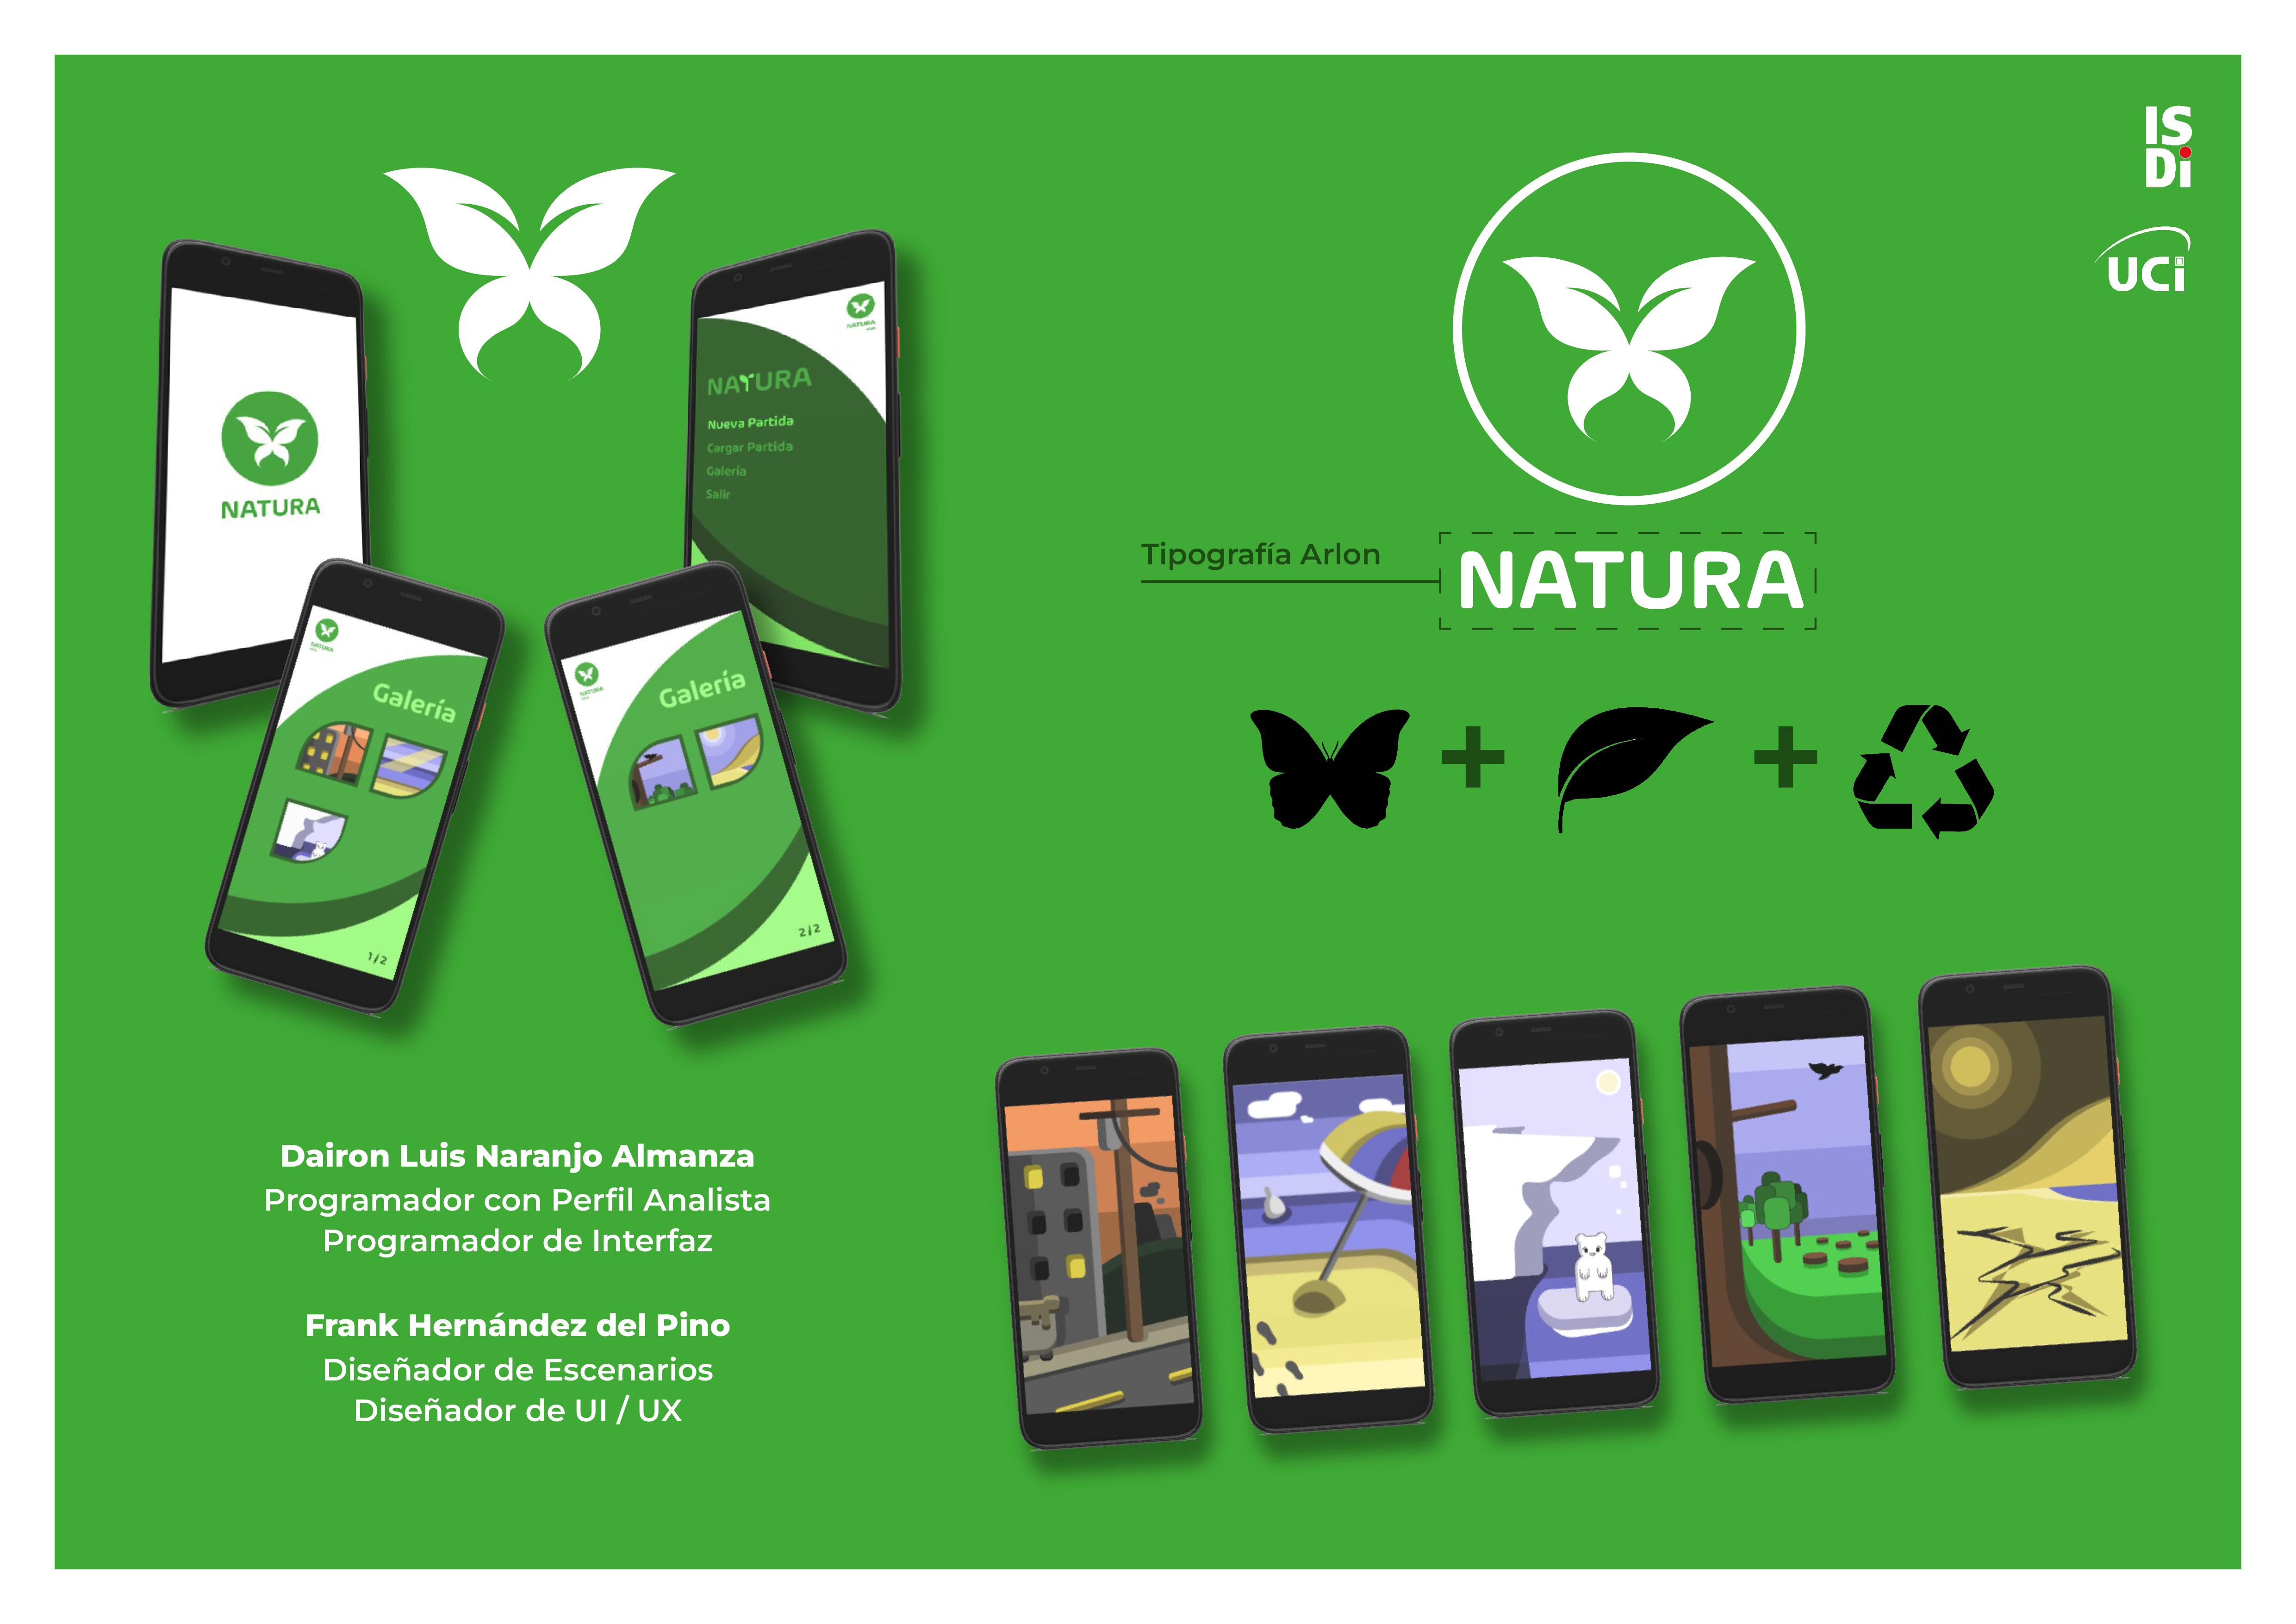 IS
Di
UCi
NATURA
NATURA
NATURA
Nueva Partida
Cargar Partida
Galería
Salir
NATURA
Galería
1/2
NATURA
Galería
2/2
Tipografía Arlon
NATURA
Dairon Luis Naranjo Almanza
Programador con Perfil Analista
Programador de Interfaz
Frank Hernández del Pino
Diseñador de Escenarios
Diseñador de UI / UX